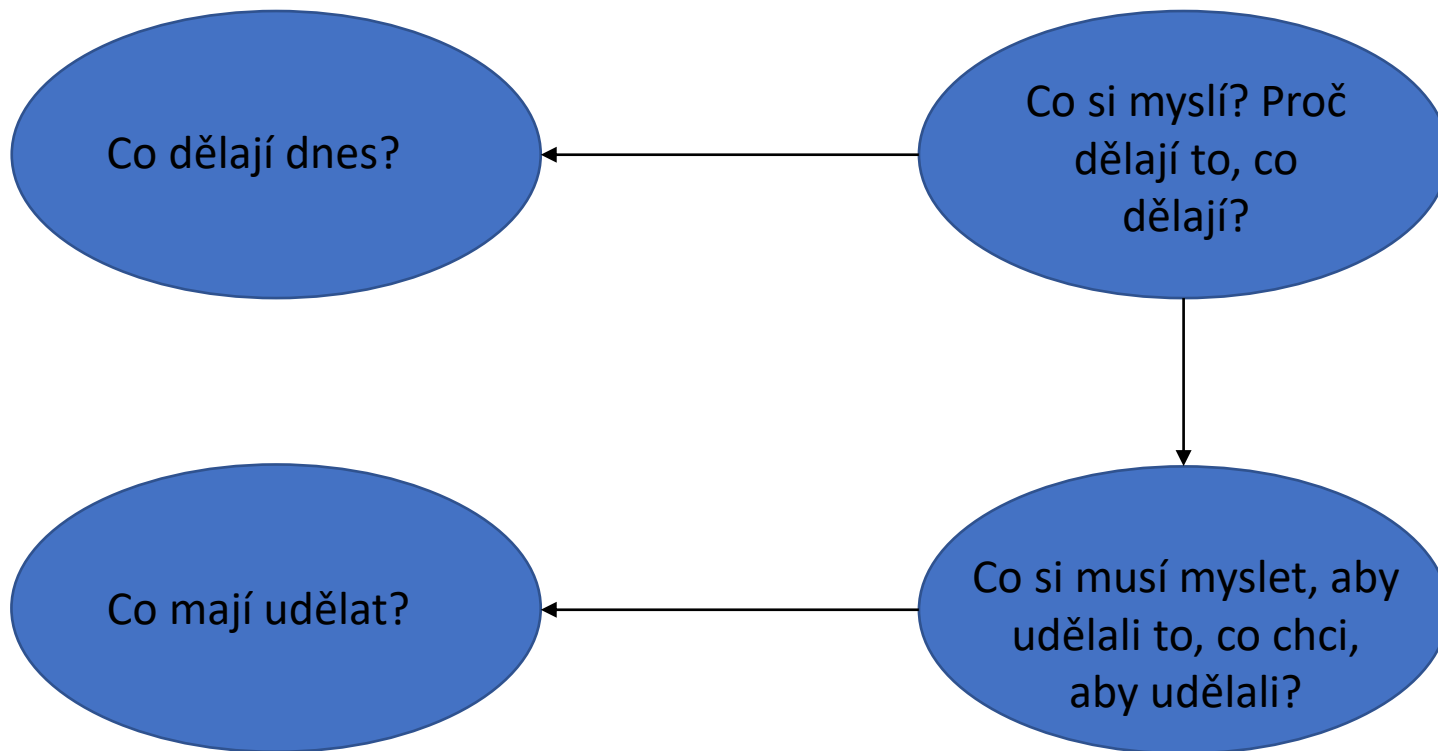 Co dělají dnes?
Co si myslí? Proč
dělají to, co
dělají?
Co mají udělat?
Co si musí myslet, aby
udělali to, co chci,
aby udělali?